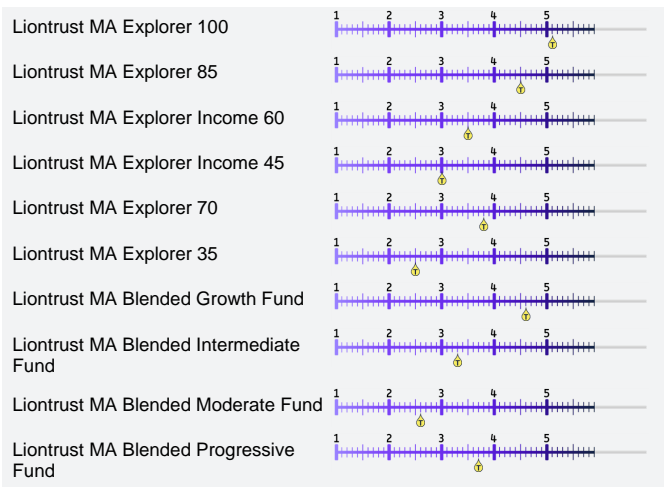 1 2 3 4 5
Liontrust MA Explorer 100
T
1 2 3 4 5
Liontrust MA Explorer 85
T
1 2 3 4 5
Liontrust MA Explorer Income 60
T
1 2 3 4 5
Liontrust MA Explorer Income 45
T
1 2 3 4 5
Liontrust MA Explorer 70
T
1 2 3 4 5
Liontrust MA Explorer 35
T
1 2 3 4 5
Liontrust MA Blended Growth Fund
T
1 2 3 4 5
Liontrust MA Blended Intermediate
Fund
T
1 2 3 4 5
Liontrust MA Blended Moderate Fund
T
1 2 3 4 5
Liontrust MA Blended Progressive
Fund
T